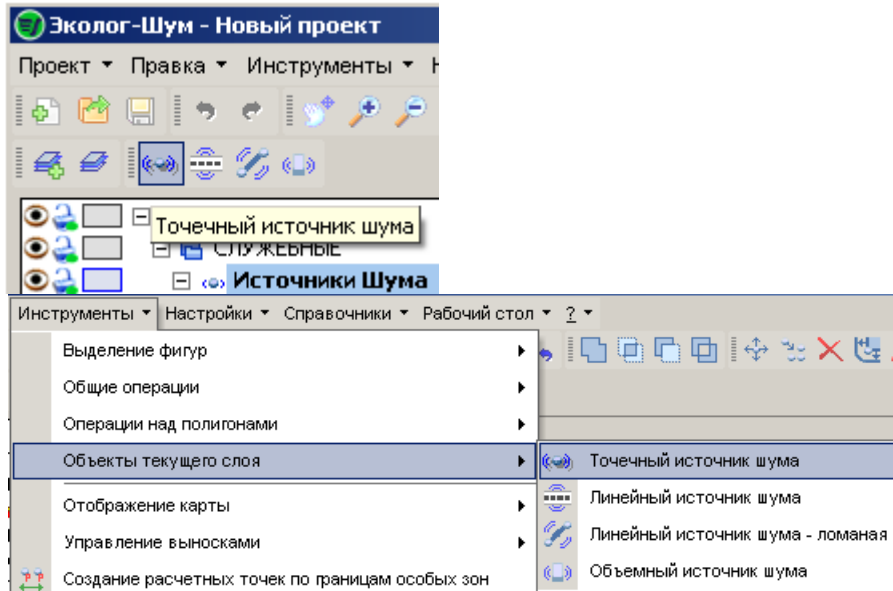 Эколог-Шум - Новый проект
Проект Правка Инструменты
Точечный источник шума
СЛУЖЕБНЫЕ
Источники Шума
Инструменты Настройки Справочники Рабочий стол ?
Выделение фигур
Общие операции
Операции над полигонами
Объекты текущего слоя
Точечный источник шума
Линейный источник шума
Отображение карты
Линейный источник шума - ломаная
Управление выносками
Объемный источник шума
Создание расчетных точек по границам особых зон